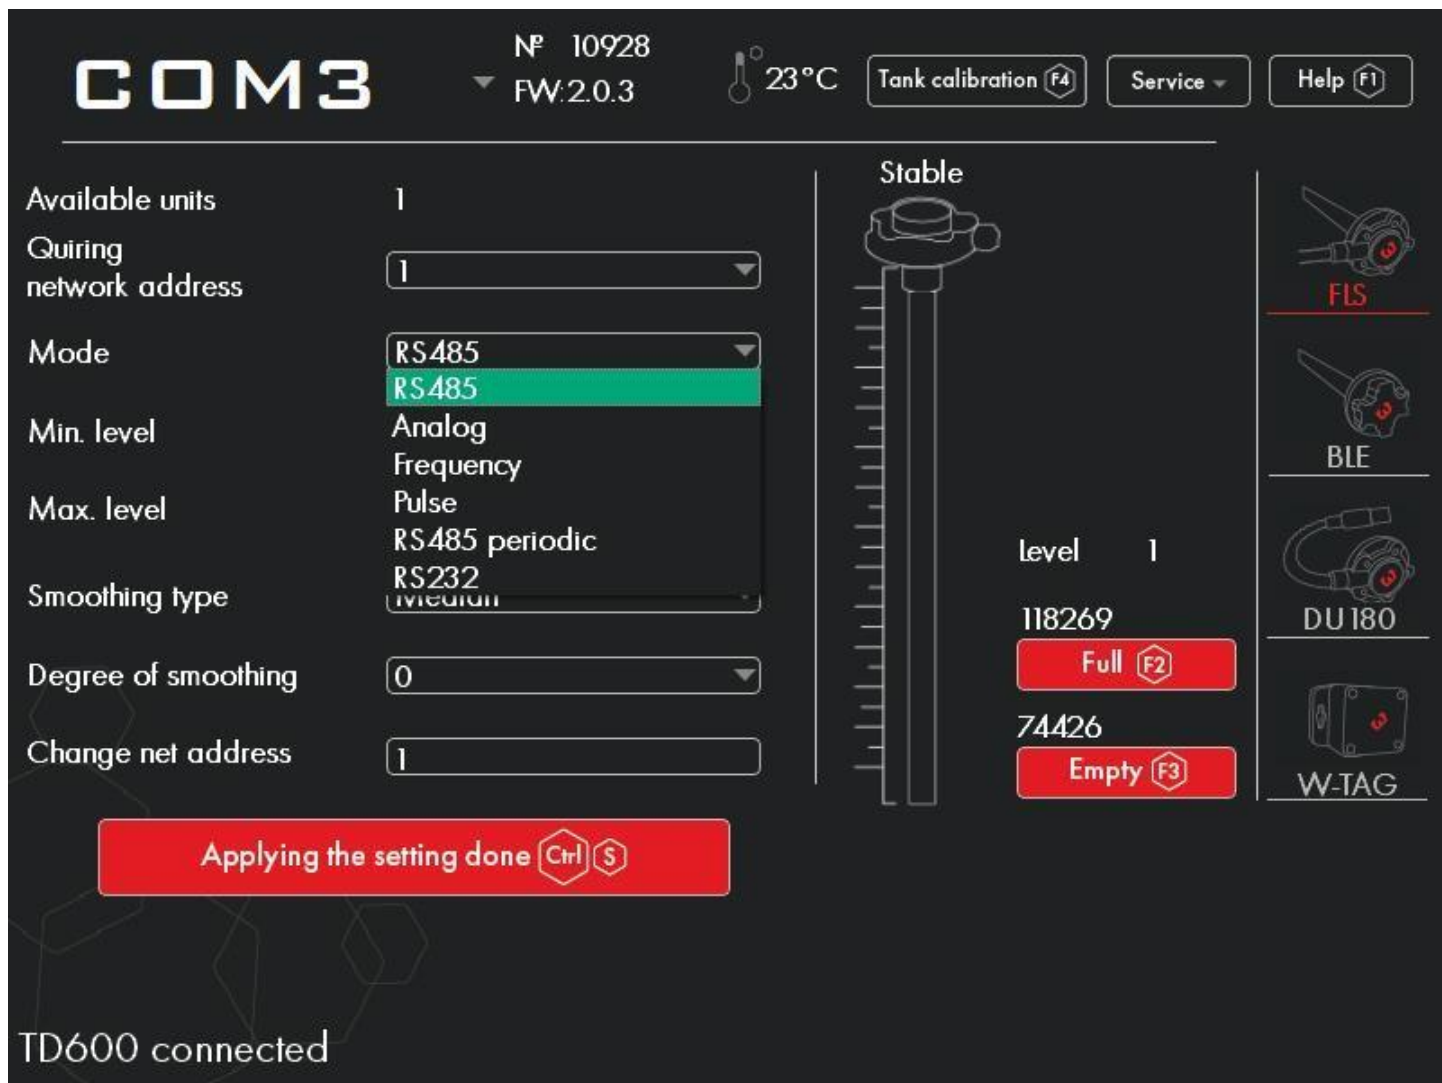 COM3
№ 10928
FW:2.0.3
23°C
Tank calibration F4
Service
Help F1
Available units 1
Quiring
network address 1
Mode RS485
RS485
Analog
Frequency
Pulse
RS485 periodic
RS232
Min. level
Max. level
Smoothing type Median
Degree of smoothing 0
Change net address 1
Applying the setting done Ctrl S
Stable
Level 1
118269
Full F2
74426
Empty F3
FLS
BLE
DU180
W-TAG
TD600 connected